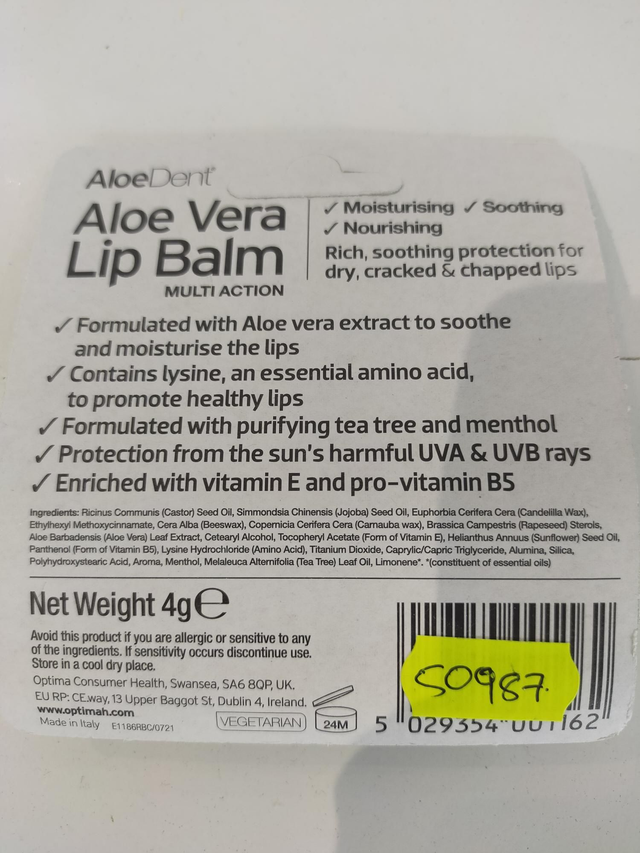 AloeDent®
Aloe Vera
Lip Balm
MULTI ACTION
✓ Moisturising ✓ Soothing
✓ Nourishing
Rich, soothing protection for
dry, cracked & chapped lips
✓ Formulated with Aloe vera extract to soothe
and moisturise the lips
✓ Contains lysine, an essential amino acid,
to promote healthy lips
✓ Formulated with purifying tea tree and menthol
✓ Protection from the sun's harmful UVA & UVB rays
✓ Enriched with vitamin E and pro-vitamin B5
Ingredients: Ricinus Communis (Castor) Seed Oil, Simmondsia Chinensis (Jojoba) Seed Oil, Euphorbia Cerifera Cera (Candelilla Wax),
Ethylhexyl Methoxycinnamate, Cera Alba (Beeswax), Copernicia Cerifera Cera (Carnauba wax), Brassica Campestris (Rapeseed) Sterols,
Aloe Barbadensis (Aloe Vera) Leaf Extract, Cetearyl Alcohol, Tocopheryl Acetate (Form of Vitamin E), Helianthus Annuus (Sunflower) Seed Oil,
Panthenol (Form of Vitamin B5), Lysine Hydrochloride (Amino Acid), Titanium Dioxide, Caprylic/Capric Triglyceride, Alumina, Silica,
Polyhydroxystearic Acid, Aroma, Menthol, Melaleuca Alternifolia (Tea Tree) Leaf Oil, Limonene*. *(constituent of essential oils)
Net Weight 4g℮
Avoid this product if you are allergic or sensitive to any
of the ingredients. If sensitivity occurs discontinue use.
Store in a cool dry place.
Optima Consumer Health, Swansea, SA6 8QP, UK.
EU RP: CE.way, 13 Upper Baggot St, Dublin 4, Ireland.
www.optimah.com
Made in Italy E1186RBC/0721
VEGETARIAN
24M
50987.
5 029354 001162